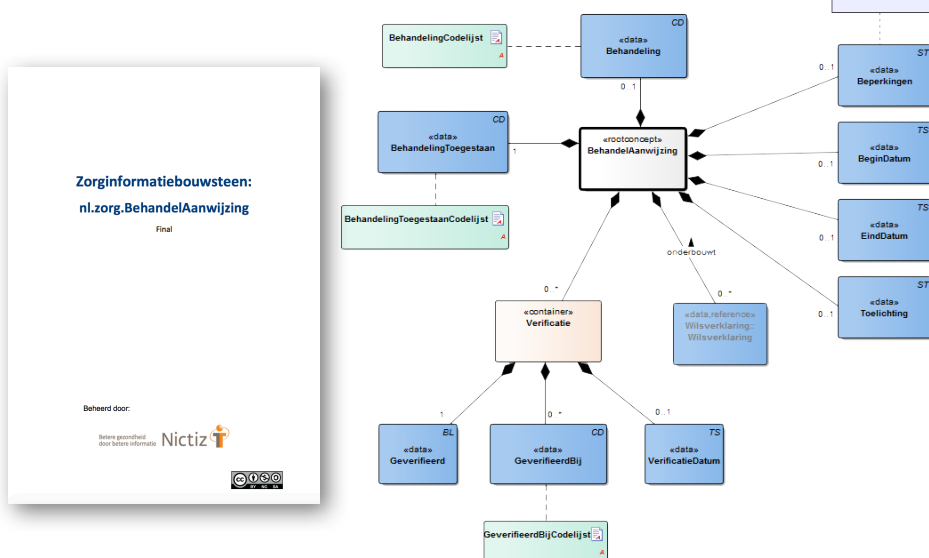 Zorginformatiebouwsteen:
nl.zorg.BehandelAanwijzing
Final
Beheerd door:
Betere gezondheid
door betere informatie
Nictiz
BY NC SA
BehandelingCodelijst
A
CD
«data»
Behandeling
0..1
CD
«data»
BehandelingToegestaan
1
BehandelingToegestaanCodelijst
A
«rootconcept»
BehandelAanwijzing
ST
«data»
Beperkingen
0..1
TS
«data»
BeginDatum
0..1
TS
«data»
EindDatum
0..1
ST
«data»
Toelichting
0..1
onderbouwt
0..*
«data,reference»
Wilsverklaring::
Wilsverklaring
0..*
«container»
Verificatie
1
BL
«data»
Geverifieerd
0..*
CD
«data»
GeverifieerdBij
0..1
TS
«data»
VerificatieDatum
GeverifieerdBijCodelijst
A